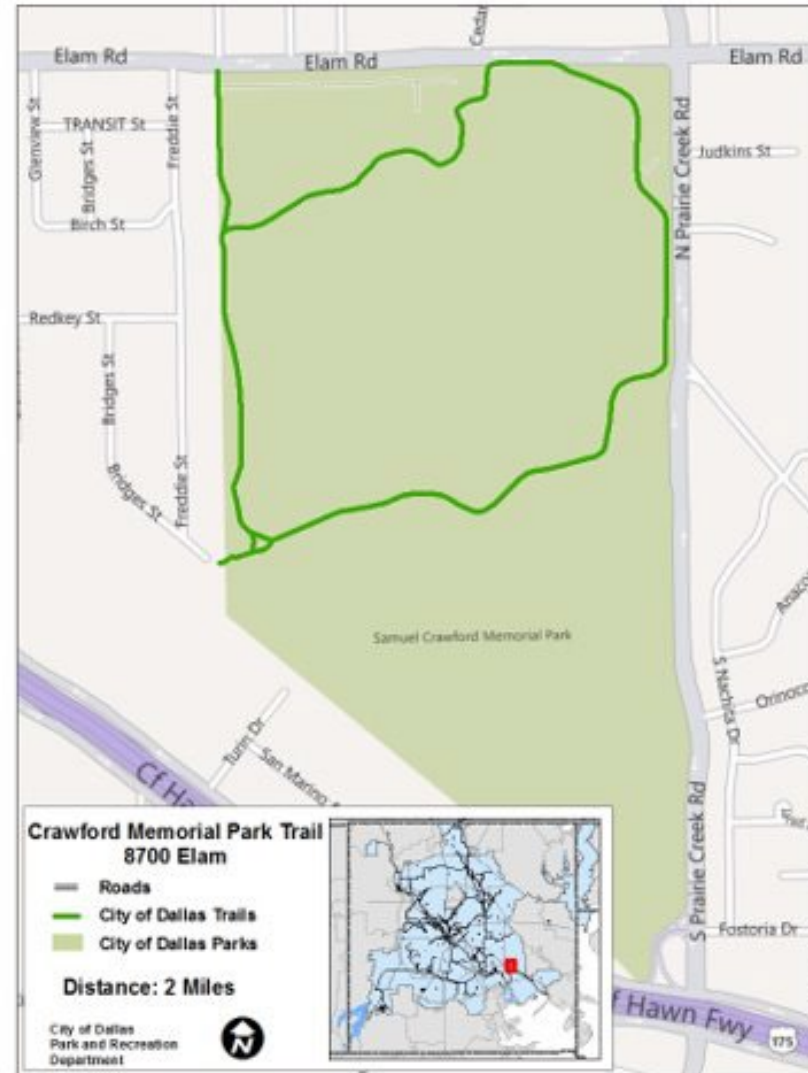 Elam Rd
Elam Rd
Elam Rd
Glenview St
TRANSIT St
Bridges St
Freddie St
Birch St
N Prairie Creek Rd
Judkins St
Redkey St
Bridges St
Bridges St
Freddie St
Samuel Crawford Memorial Park
S Nachita Dr
Turin Dr
San Marino
Cf Hawn Fwy
S Prairie Creek Rd
Fostoria Dr
175
Crawford Memorial Park Trail
8700 Elam
Roads
City of Dallas Trails
City of Dallas Parks
Distance: 2 Miles
City of Dallas
Park and Recreation
Department
N